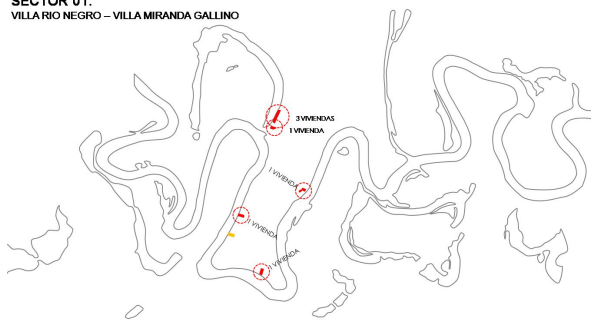 SECTOR 01:
VILLA RIO NEGRO – VILLA MIRANDA GALLINO
3 VIVIENDAS
1 VIVIENDA
1 VIVIENDA
1 VIVIENDA
1 VIVIENDA